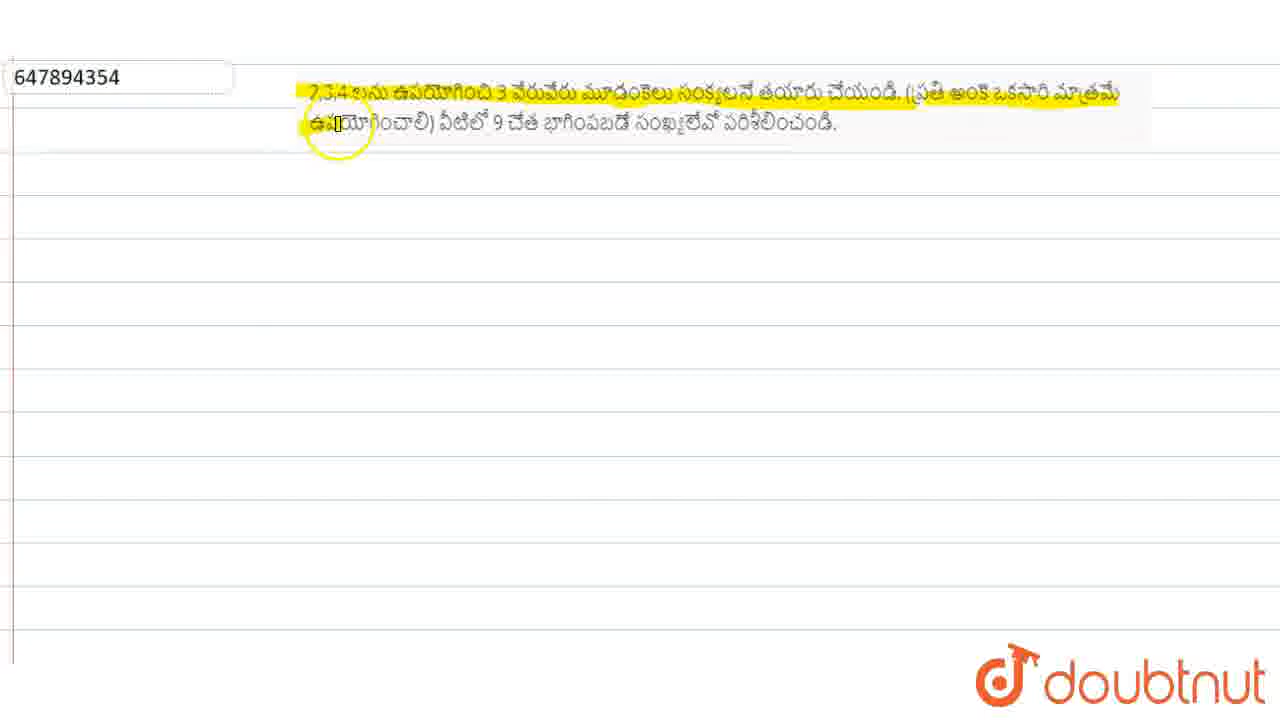 647894354
2,3,4 లను ఉపయోగించి 3 వేరువేరు మూడంకెలు సంక్యలనే తయారు చేయండి. (ప్రతి అంకె ఒకసారి మాత్రమే
ఉపయోగించాలి) వీటిలో 9 చేత భాగింపబడే సంఖ్యలేవో పరిశీలించండి.
doubtnut